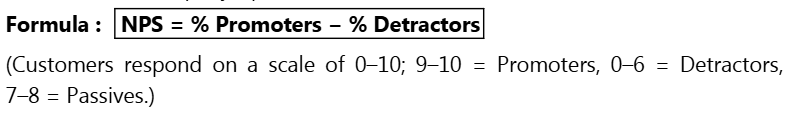 Formula : NPS = % Promoters – % Detractors
(Customers respond on a scale of 0–10; 9–10 = Promoters, 0–6 = Detractors,
7–8 = Passives.)